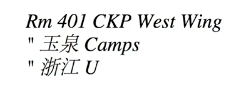 Rm 401 CKP West Wing
" 玉泉 Camps
" 浙江 U